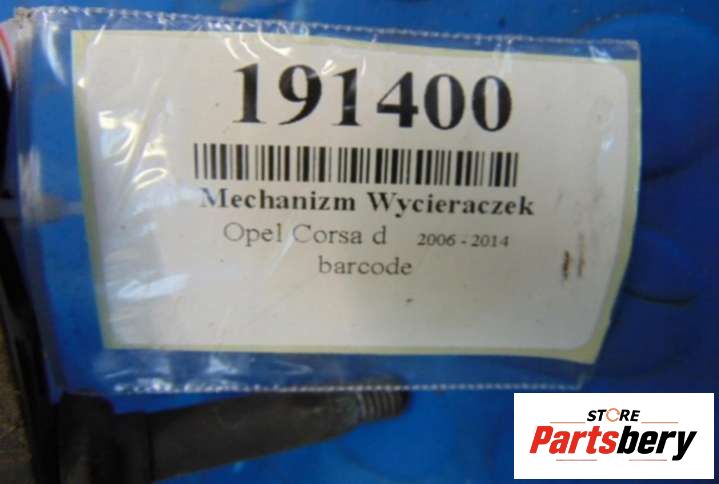 191400
Mechanizm Wycieraczek
Opel Corsa d 2006 - 2014
barcode
STORE
Partsbery